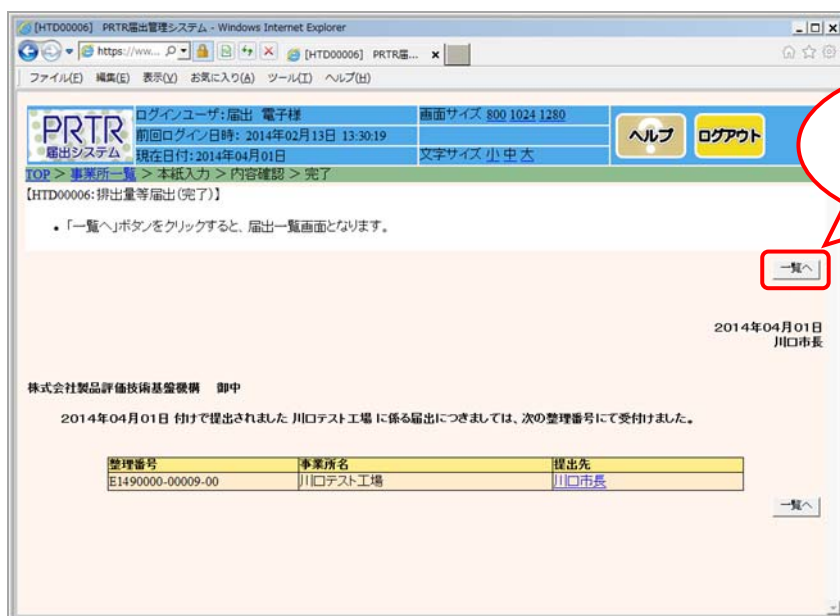 [HTD00006] PRTR届出管理システム - Windows Internet Explorer
https://ww... [HTD00006] PRTR届...
ファイル(F) 編集(E) 表示(V) お気に入り(A) ツール(T) ヘルプ(H)
PRTR
届出システム
ログインユーザ:届出 電子様
画面サイズ 800 1024 1280
前回ログイン日時: 2014年02月13日 13:30:19
現在日付:2014年04月01日
文字サイズ 小 中 大
ヘルプ
ログアウト
TOP > 事業所一覧 > 本紙入力 > 内容確認 > 完了
【HTD00006:排出量等届出(完了)】
• 「一覧へ」ボタンをクリックすると、届出一覧画面となります。
一覧へ
2014年04月01日
川口市長
株式会社製品評価技術基盤機構 御中
2014年04月01日 付けで提出されました 川口テスト工場 に係る届出につきましては、次の整理番号にて受付けました。
整理番号 事業所名 提出先
E1490000-00009-00 川口テスト工場 川口市長
一覧へ